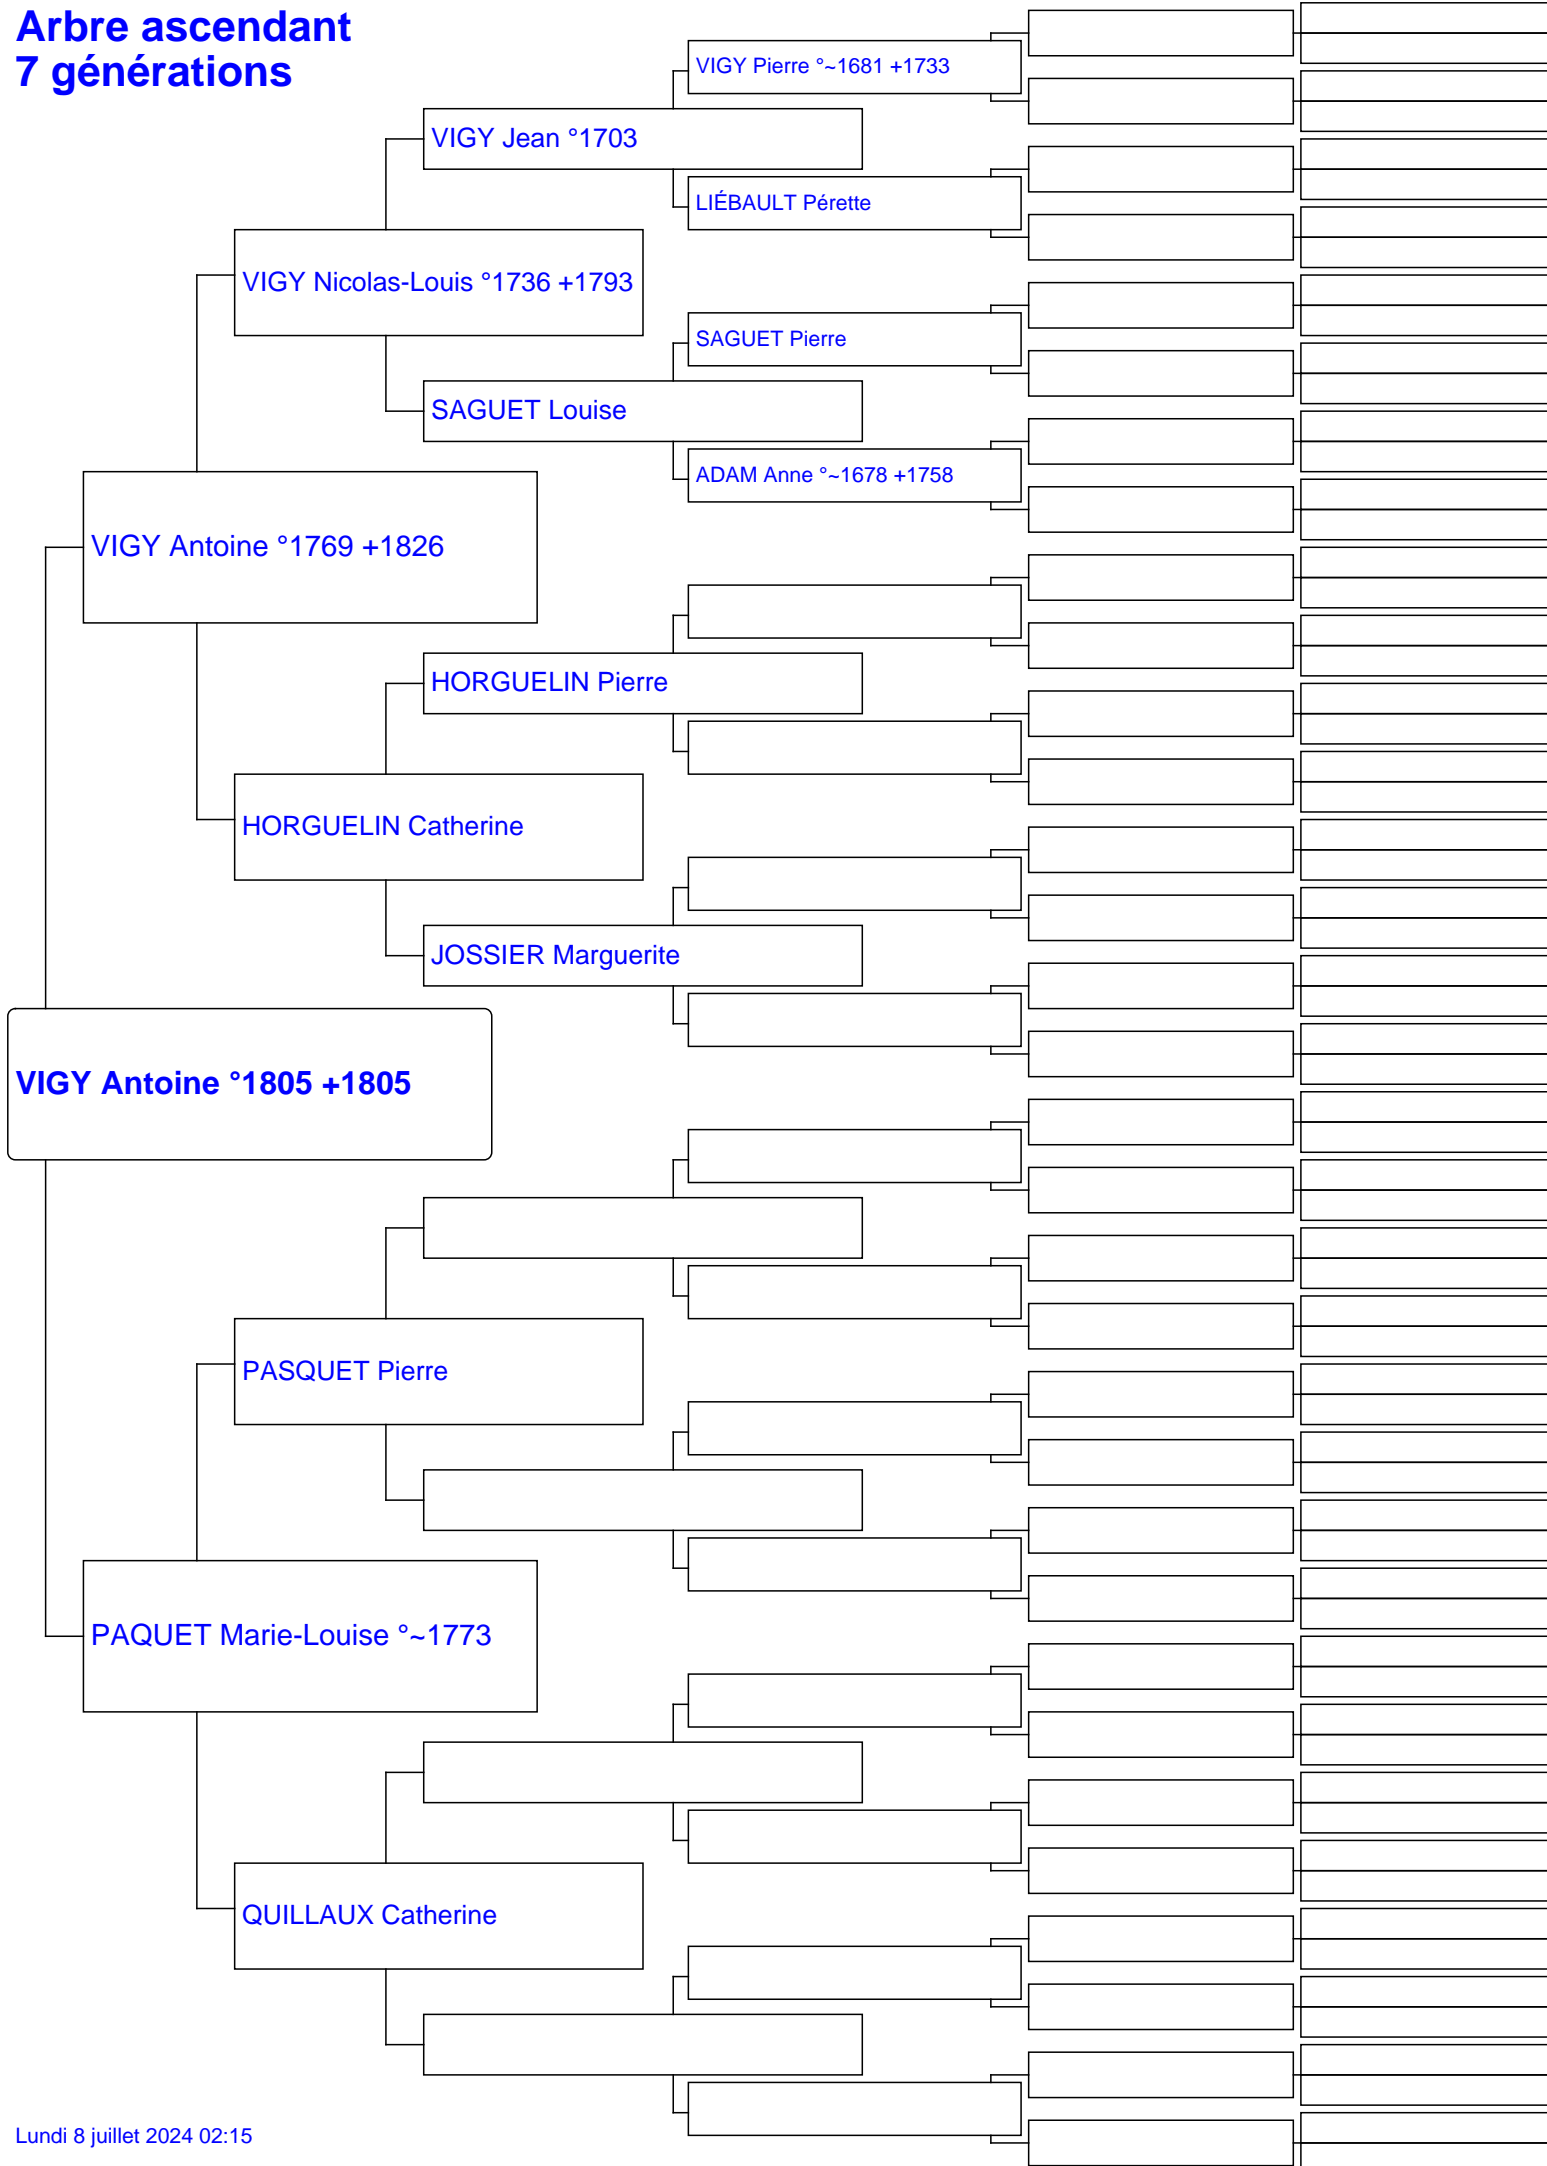 Arbre ascendant
7 générations
VIGY Pierre °~1681 +1733
VIGY Jean °1703
LIÉBAULT Pérette
VIGY Nicolas-Louis °1736 +1793
SAGUET Pierre
SAGUET Louise
ADAM Anne °~1678 +1758
VIGY Antoine °1769 +1826
HORGUELIN Pierre
HORGUELIN Catherine
JOSSIER Marguerite
VIGY Antoine °1805 +1805
PASQUET Pierre
PAQUET Marie-Louise °~1773
QUILLAUX Catherine
Lundi 8 juillet 2024 02:15